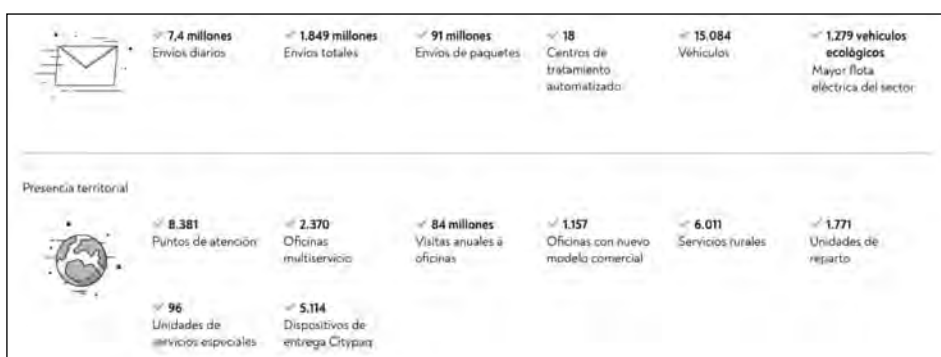 7,4 millones
Envíos diarios
1.849 millones
Envíos totales
91 millones
Envíos de paquetes
18
Centros de
tratamiento
automatizado
15.084
Vehículos
1.279 vehículos
ecológicos
Mayor flota
eléctrica del sector
Presencia territorial
8.381
Puntos de atención
2.370
Oficinas
multiservicio
84 millones
Visitas anuales a
oficinas
1.157
Oficinas con nuevo
modelo comercial
6.011
Servicios rurales
1.771
Unidades de
reparto
96
Unidades de
servicios especiales
5.114
Dispositivos de
entrega Citypaq